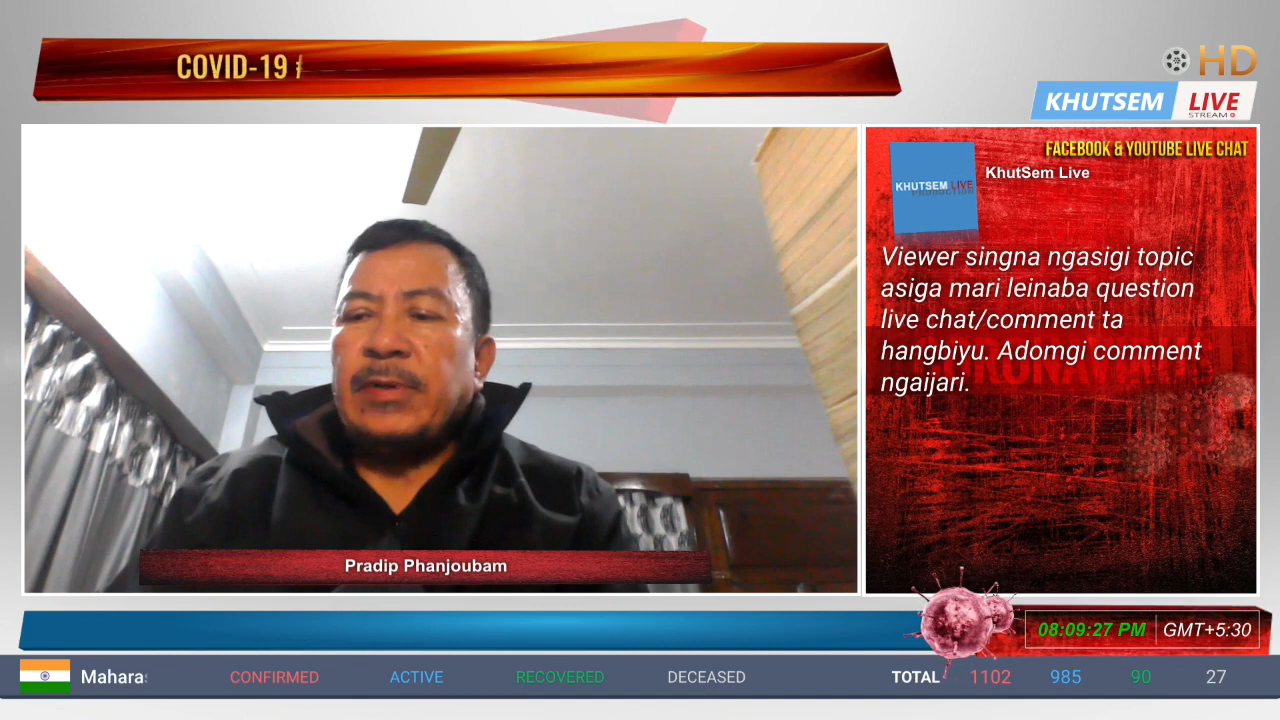 COVID-19
HD
KHUTSEM LIVE
STREAM
FACEBOOK & YOUTUBE LIVE CHAT
KHUTSEM LIVE
PRODUCTION
KhutSem Live
Viewer singna ngasigi topic
asiga mari leinaba question
live chat/comment ta
hangbiyu. Adomgi comment
ngaijari.
Pradip Phanjoubam
08:09:27 PM GMT+5:30
Mahara CONFIRMED ACTIVE RECOVERED DECEASED TOTAL 1102 985 90 27